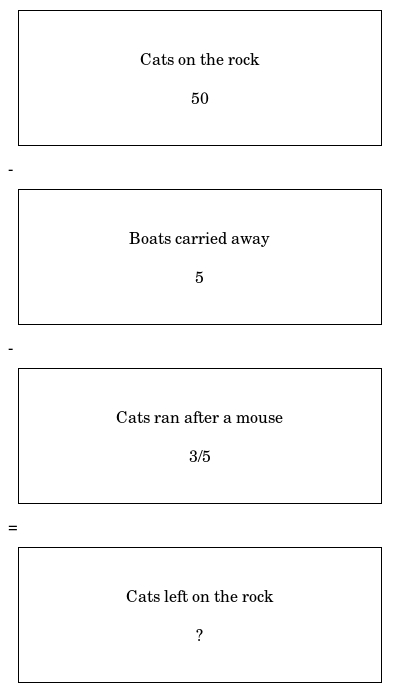 Cats on the rock
50
-
Boats carried away
5
-
Cats ran after a mouse
3/5
=
Cats left on the rock
?